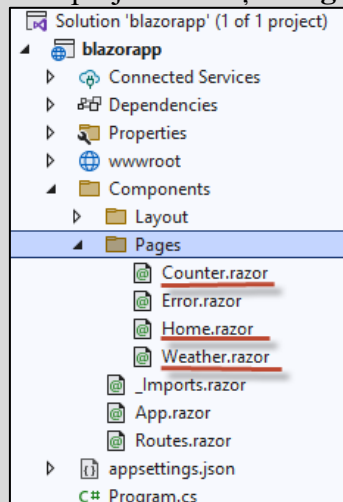 Solution 'blazorapp' (1 of 1 project)
blazorapp
Connected Services
Dependencies
Properties
wwwroot
Components
Layout
Pages
Counter.razor
Error.razor
Home.razor
Weather.razor
_Imports.razor
App.razor
Routes.razor
appsettings.json
C# Program.cs